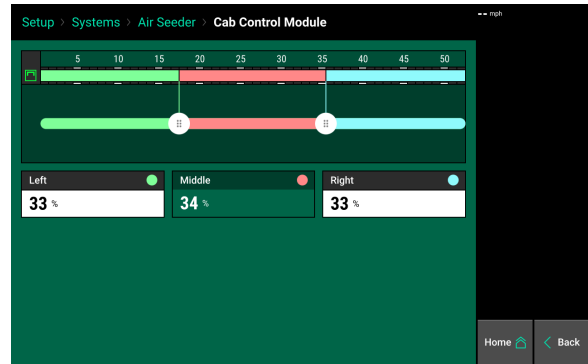 Setup > Systems > Air Seeder > Cab Control Module
-- mph
5 10 15 20 25 30 35 40 45 50
Left
Middle
Right
33 %
34 %
33 %
Home
Back